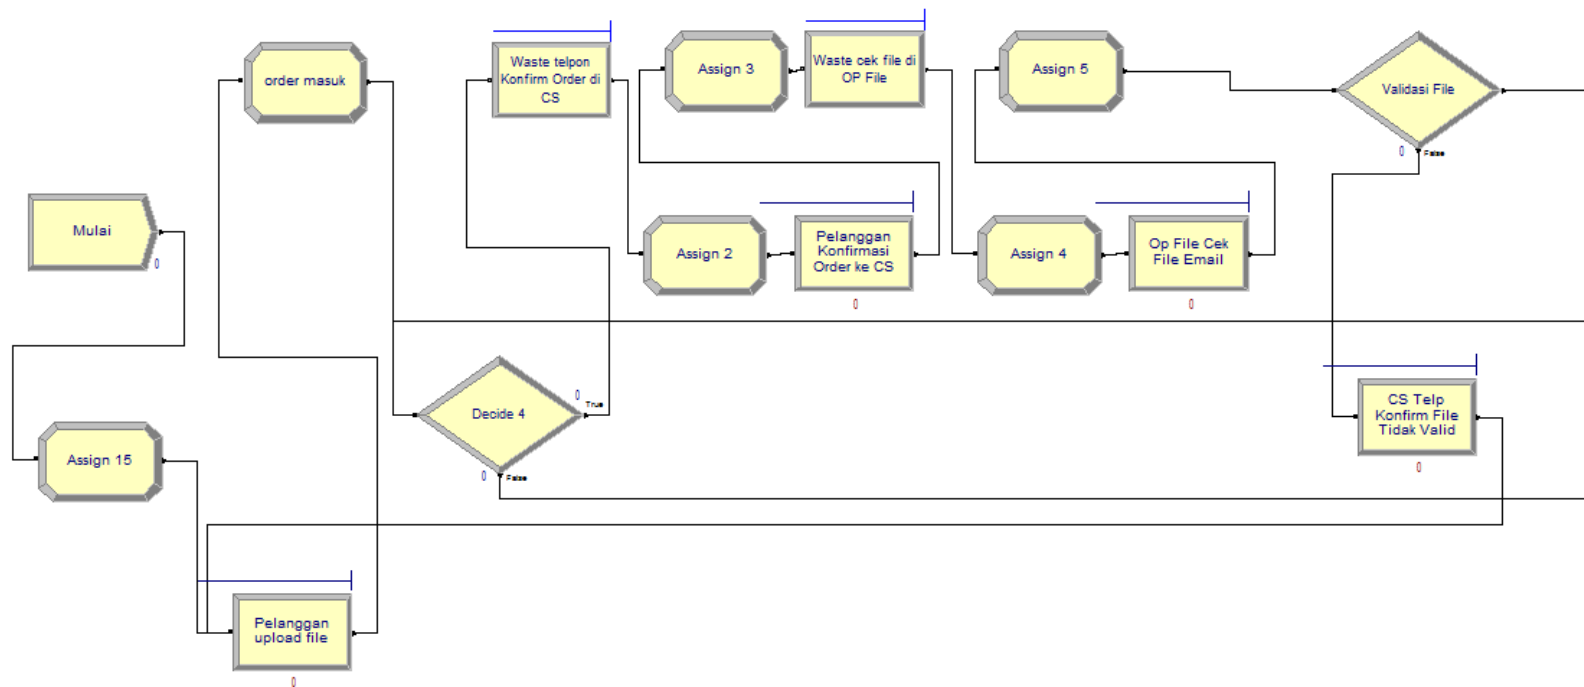 order masuk
Waste telpon
Konfirm Order di
CS
Assign 3
Waste cek file di
OP File
Assign 5
Validasi File
0
False
Mulai
0
Assign 2
Pelanggan
Konfirmasi
Order ke CS
0
Assign 4
Op File Cek
File Email
0
Decide 4
0
True
0
False
CS Telp
Konfirm File
Tidak Valid
0
Assign 15
Pelanggan
upload file
0